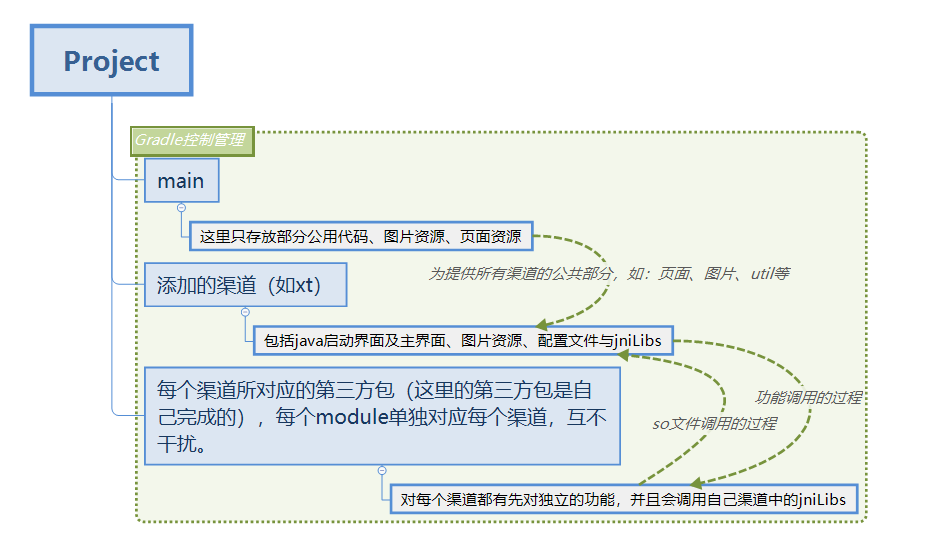 Project
Gradle控制管理
main
这里只存放部分公用代码、图片资源、页面资源
为提供所有渠道的公共部分，如：页面、图片、util等
添加的渠道（如xt）
包括java启动界面及主界面、图片资源、配置文件与jniLibs
每个渠道所对应的第三方包（这里的第三方包是自
己完成的），每个module单独对应每个渠道，互不
干扰。
功能调用的过程
so文件调用的过程
对每个渠道都有先对独立的功能，并且会调用自己渠道中的jniLibs